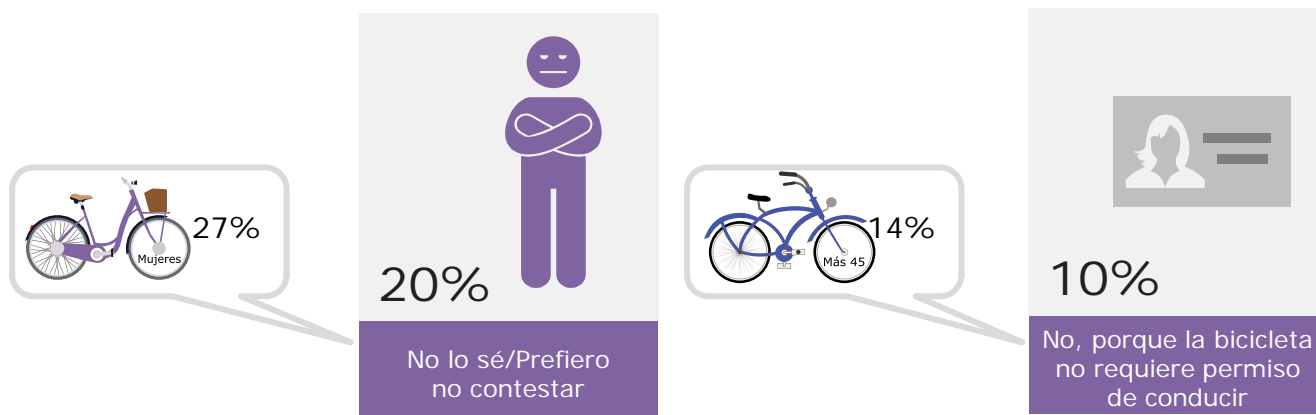 27%
Mujeres
20%
No lo sé/Prefiero
no contestar
14%
Más 45
10%
No, porque la bicicleta
no requiere permiso
de conducir